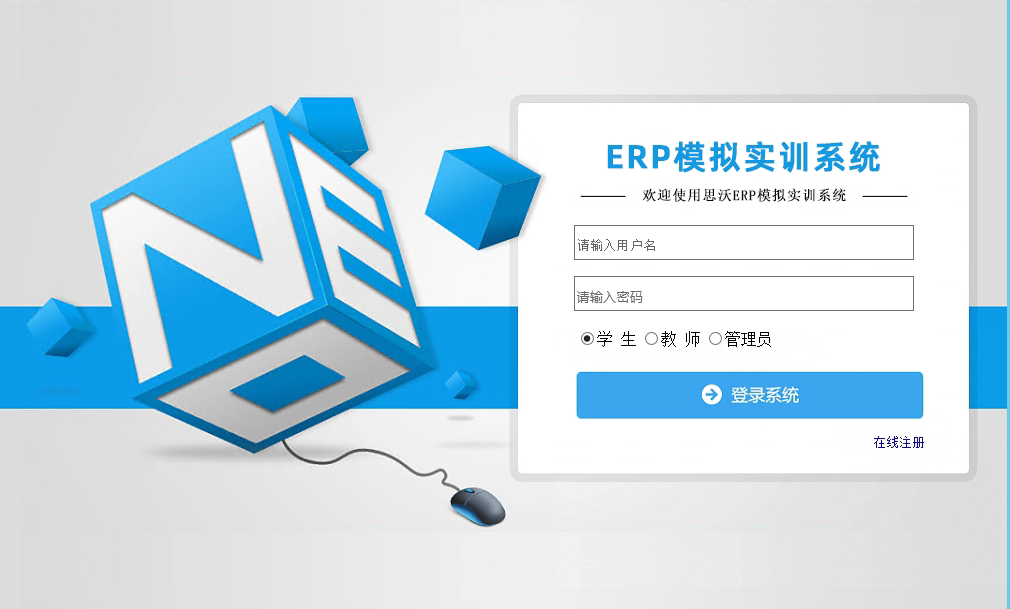 NEO
ERP模拟实训系统
欢迎使用思沃ERP模拟实训系统
请输入用户名
请输入密码
学 生 教 师 管理员
登录系统
在线注册